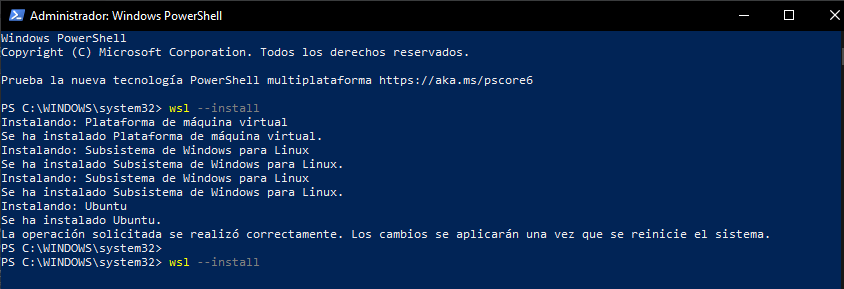 Administrador: Windows PowerShell
Windows PowerShell
Copyright (C) Microsoft Corporation. Todos los derechos reservados.
Prueba la nueva tecnología PowerShell multiplataforma https://aka.ms/pscore6
PS C:\WINDOWS\system32> wsl --install
Instalando: Plataforma de máquina virtual
Se ha instalado Plataforma de máquina virtual.
Instalando: Subsistema de Windows para Linux
Se ha instalado Subsistema de Windows para Linux.
Instalando: Subsistema de Windows para Linux
Se ha instalado Subsistema de Windows para Linux.
Instalando: Ubuntu
Se ha instalado Ubuntu.
La operación solicitada se realizó correctamente. Los cambios se aplicarán una vez que se reinicie el sistema.
PS C:\WINDOWS\system32>
PS C:\WINDOWS\system32> wsl --install